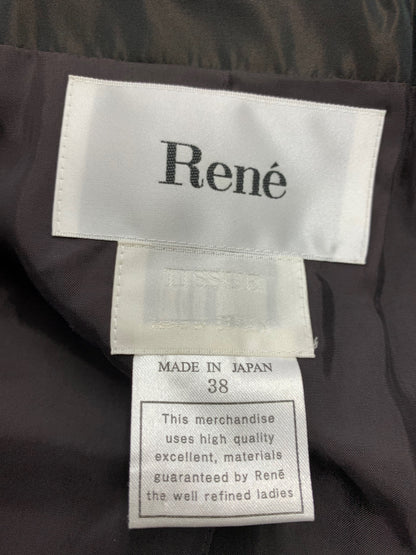 René
MADE IN JAPAN
38
This merchandise
uses high quality
excellent, materials
guaranteed by René
the well refined ladies